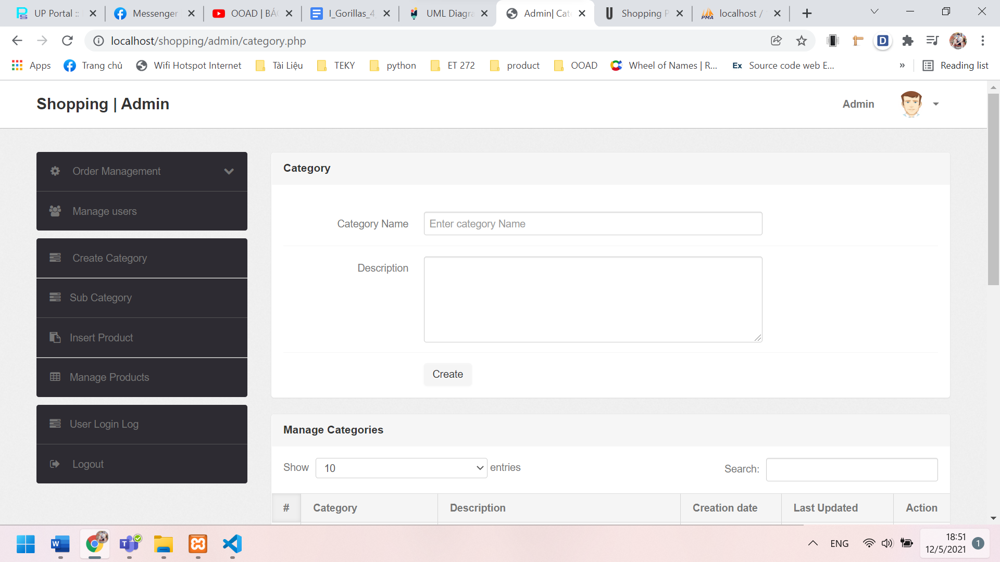 UP Portal ::
Messenger
OOAD | BÁ
I_Gorillas_4
UML Diagra
Admin| Cat
Shopping P
localhost /
localhost/shopping/admin/category.php
Apps
Trang chủ
Wifi Hotspot Internet
Tài Liệu
TEKY
python
ET 272
product
OOAD
Wheel of Names | R...
Ex Source code web E...
»
Reading list
Shopping | Admin
Admin
Order Management
Manage users
Create Category
Sub Category
Insert Product
Manage Products
User Login Log
Logout
Category
Category Name
Enter category Name
Description
Create
Manage Categories
Show 10 entries
Search:
# Category Description Creation date Last Updated Action
ENG
18:51
12/5/2021
1